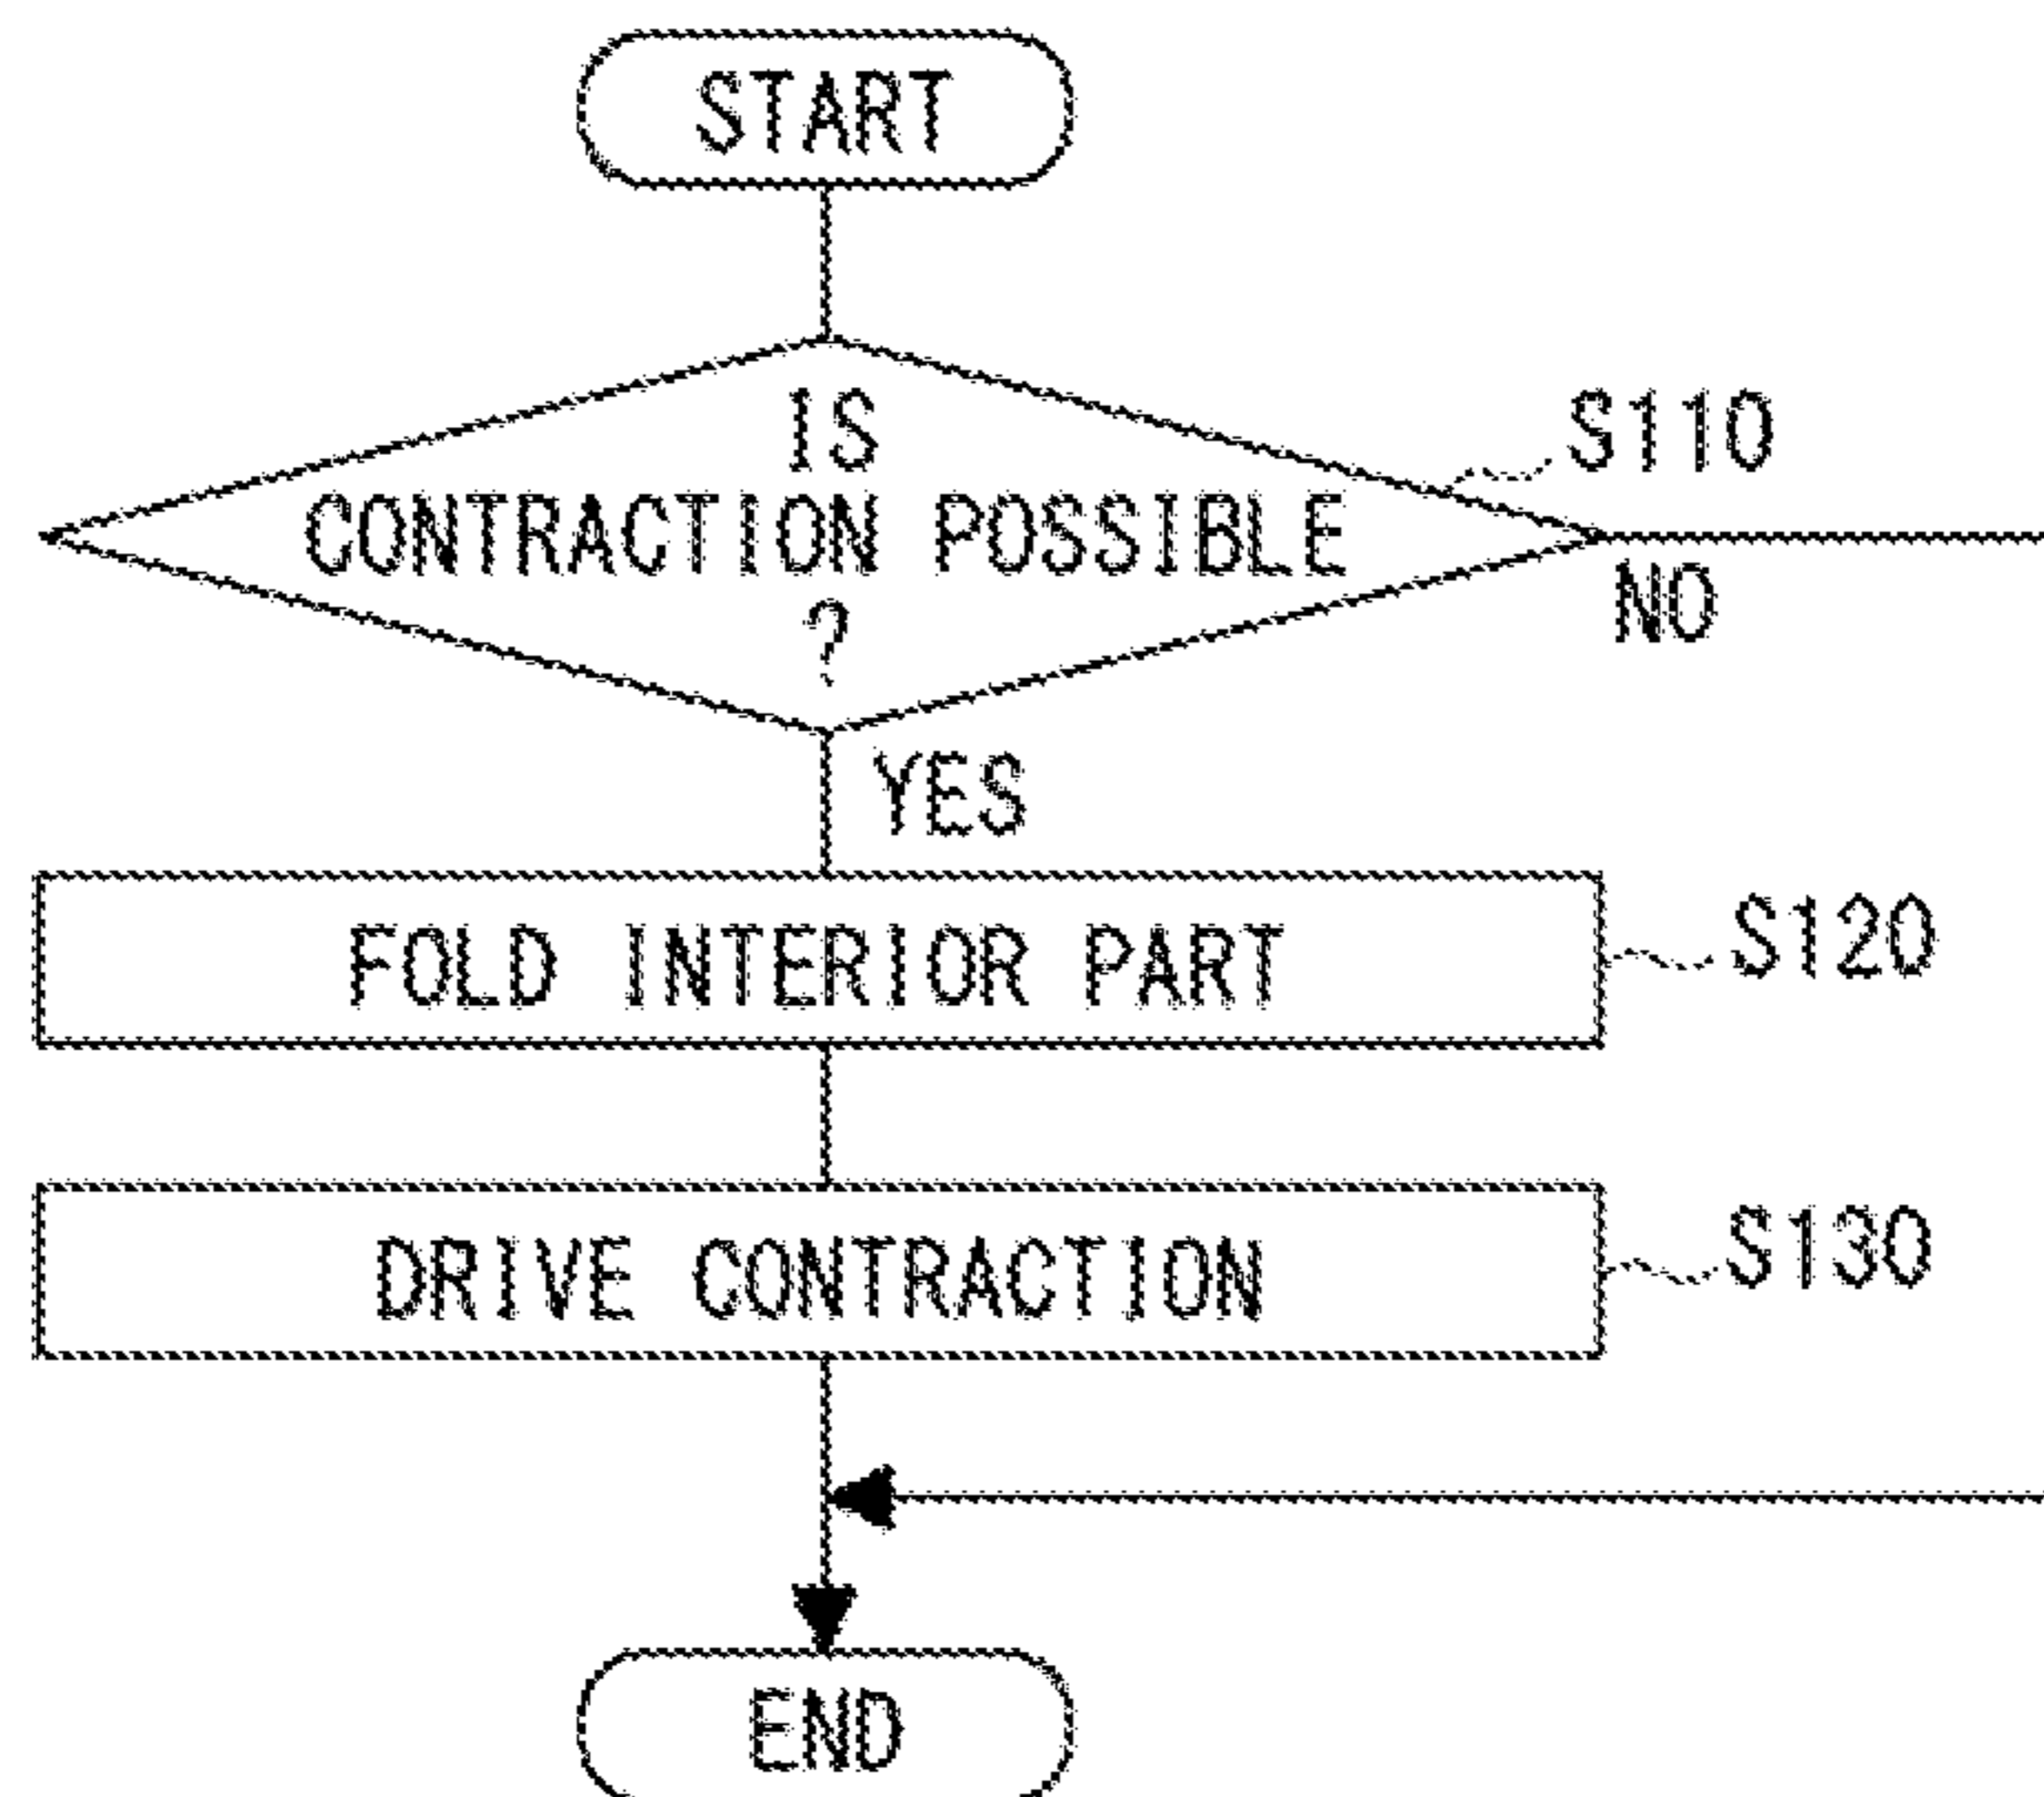 START
IS
CONTRACTION POSSIBLE
?
S110
NO
YES
FOLD INTERIOR PART
S120
DRIVE CONTRACTION
S130
END